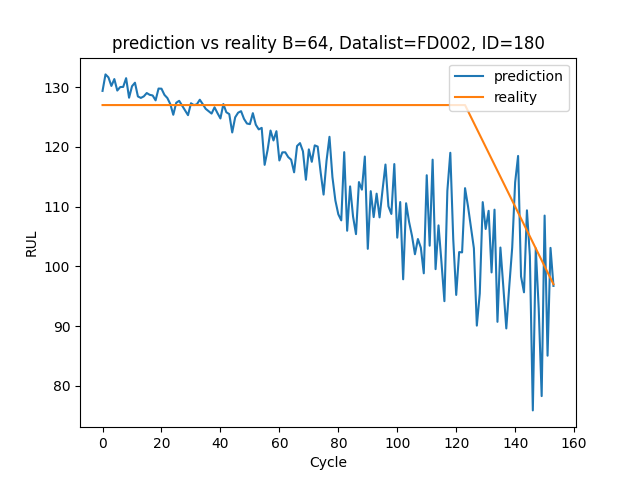 prediction vs reality B=64, Datalist=FD002, ID=180
prediction
reality
130
120
110
100
90
80
RUL
0 20 40 60 80 100 120 140 160
Cycle